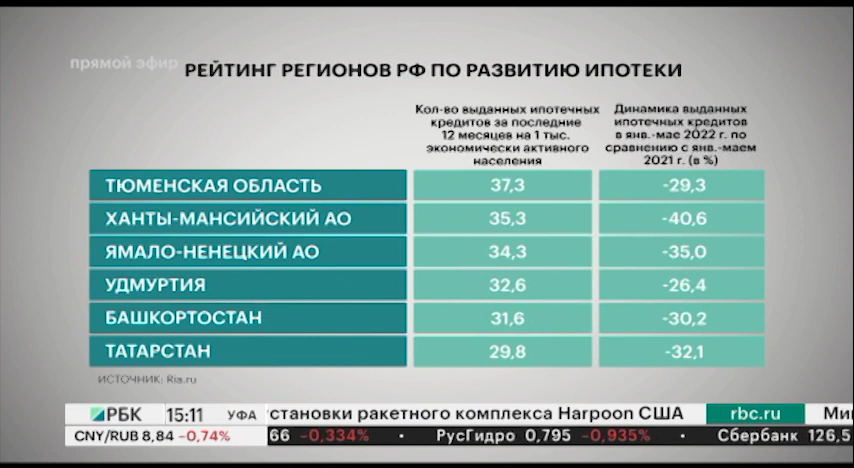 прямой эфир
РЕЙТИНГ РЕГИОНОВ РФ ПО РАЗВИТИЮ ИПОТЕКИ
Кол-во выданных ипотечных
кредитов за последние
12 месяцев на 1 тыс.
экономически активного
населения
Динамика выданных
ипотечных кредитов
в янв.-мае 2022 г. по
сравнению с янв.-маем
2021 г. (в %)
ТЮМЕНСКАЯ ОБЛАСТЬ 37,3 -29,3
ХАНТЫ-МАНСИЙСКИЙ АО 35,3 -40,6
ЯМАЛО-НЕНЕЦКИЙ АО 34,3 -35,0
УДМУРТИЯ 32,6 -26,4
БАШКОРТОСТАН 31,6 -30,2
ТАТАРСТАН 29,8 -32,1
ИСТОЧНИК: Ria.ru
РБК 15:11 УФА становки ракетного комплекса Harpoon США rbc.ru Ми
CNY/RUB 8,84 -0,74% 66 -0,334% • РусГидро 0,795 -0,935% • Сбербанк 126,5